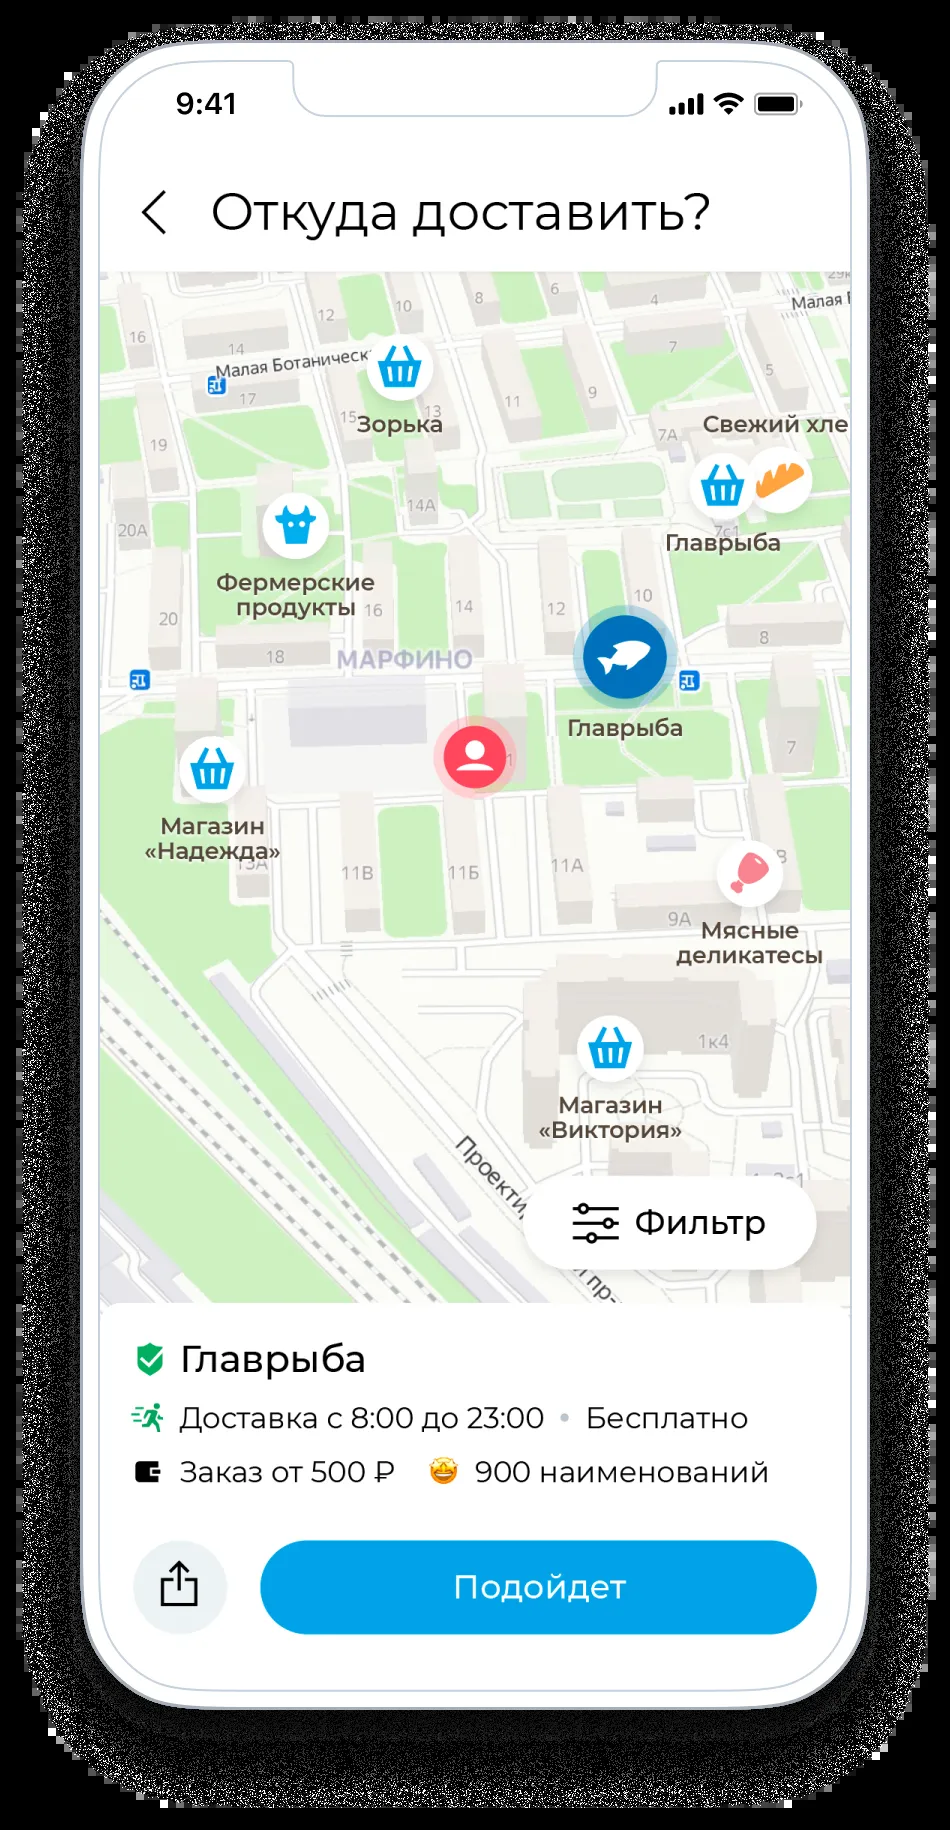 9:41
Откуда доставить?
29к
Малая
16
12
10
8
6
4
14
Малая Ботаническ
17
7
5
11
9
15
13
Зорька
19
7А
Свежий хле
14А
20А
7с1
Главрыба
Фермерские
продукты
16
14
12
10
20
18
8
МАРФИНО
Главрыба
7
1
Магазин
«Надежда»
13А
11В
11Б
11А
В
9А
Мясные
деликатесы
1к4
Магазин
«Виктория»
Проекти
пр-
Фильтр
Главрыба
Доставка с 8:00 до 23:00 • Бесплатно
Заказ от 500 ₽ 🤩 900 наименований
Подойдет